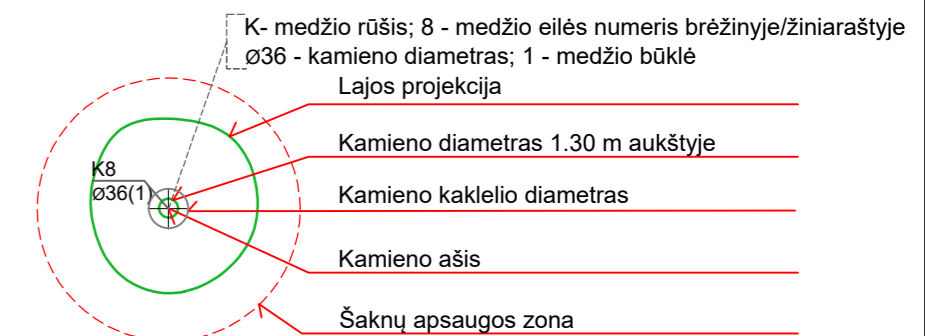 K- medžio rūšis; 8 - medžio eilės numeris brėžinyje/žiniaraštyje
Ø36 - kamieno diametras; 1 - medžio būklė
Lajos projekcija
Kamieno diametras 1.30 m aukštyje
K8
Ø36(1)
Kamieno kaklelio diametras
Kamieno ašis
Šaknų apsaugos zona